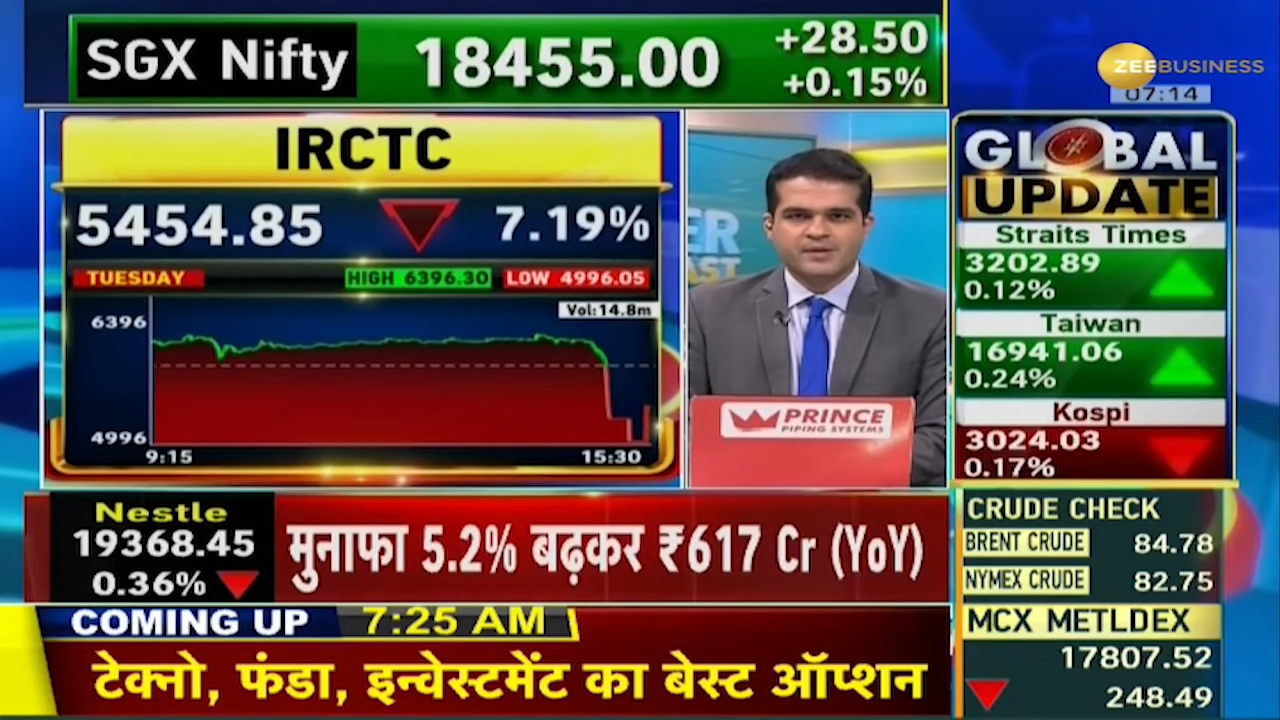 SGX Nifty 18455.00 +28.50
+0.15%
ZEEBUSINESS
07:14
IRCTC
5454.85 7.19%
TUESDAY HIGH 6396.30 LOW 4996.05
Vol:14.8m
6396
4996
9:15 15:30
PRINCE
PIPING SYSTEMS
GLOBAL
UPDATE
Straits Times
3202.89
0.12%
Taiwan
16941.06
0.24%
Kospi
3024.03
0.17%
Nestle
19368.45
0.36%
मुनाफा 5.2% बढ़कर ₹617 Cr (YoY)
COMING UP 7:25 AM
टेक्नो, फंडा, इन्वेस्टमेंट का बेस्ट ऑप्शन
CRUDE CHECK
BRENT CRUDE 84.78
NYMEX CRUDE 82.75
MCX METLDEX
17807.52
248.49